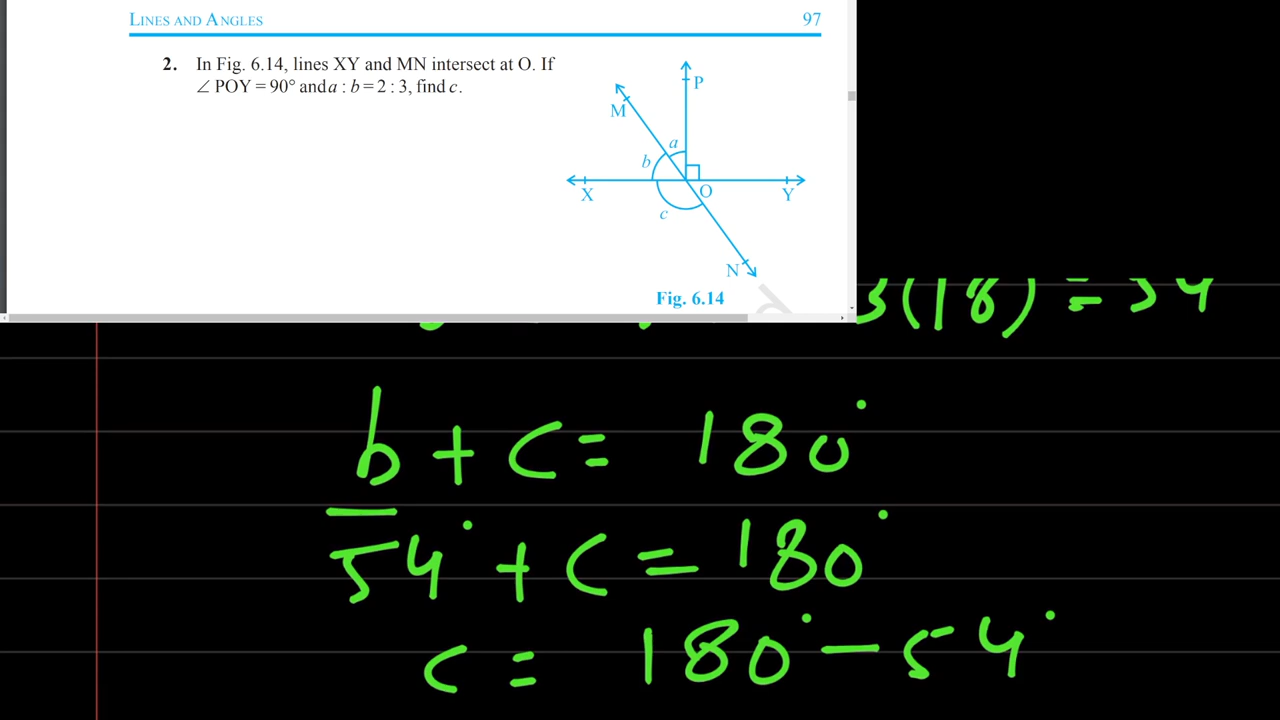 LINES AND ANGLES 97
2. In Fig. 6.14, lines XY and MN intersect at O. If
∠ POY = 90° and a : b = 2 : 3, find c.
P
M
a
b
X
O
Y
c
N
Fig. 6.14
3(18) = 54
b + c = 180°
54° + c = 180°
c = 180° - 54°